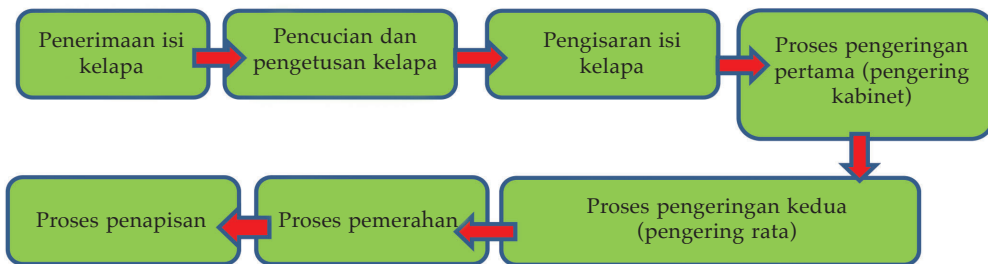 Penerimaan isi
kelapa
Pencucian dan
pengetusan kelapa
Pengisaran isi
kelapa
Proses pengeringan
pertama (pengering
kabinet)
Proses pengeringan kedua
(pengering rata)
Proses pemerahan
Proses penapisan